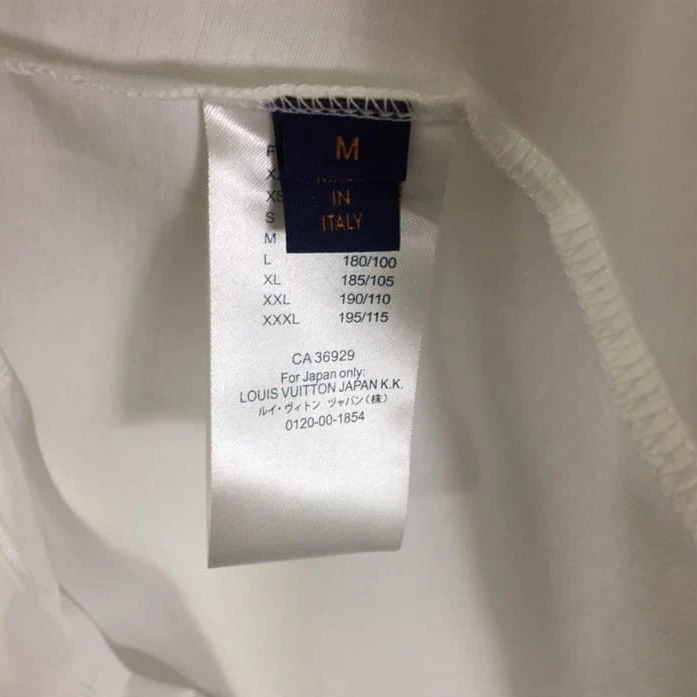 M
IN
ITALY
XS
S
M
L 180/100
XL 185/105
XXL 190/110
XXXL 195/115
CA 36929
For Japan only:
LOUIS VUITTON JAPAN K.K.
ルイ・ヴィトン ジャパン(株)
0120-00-1854